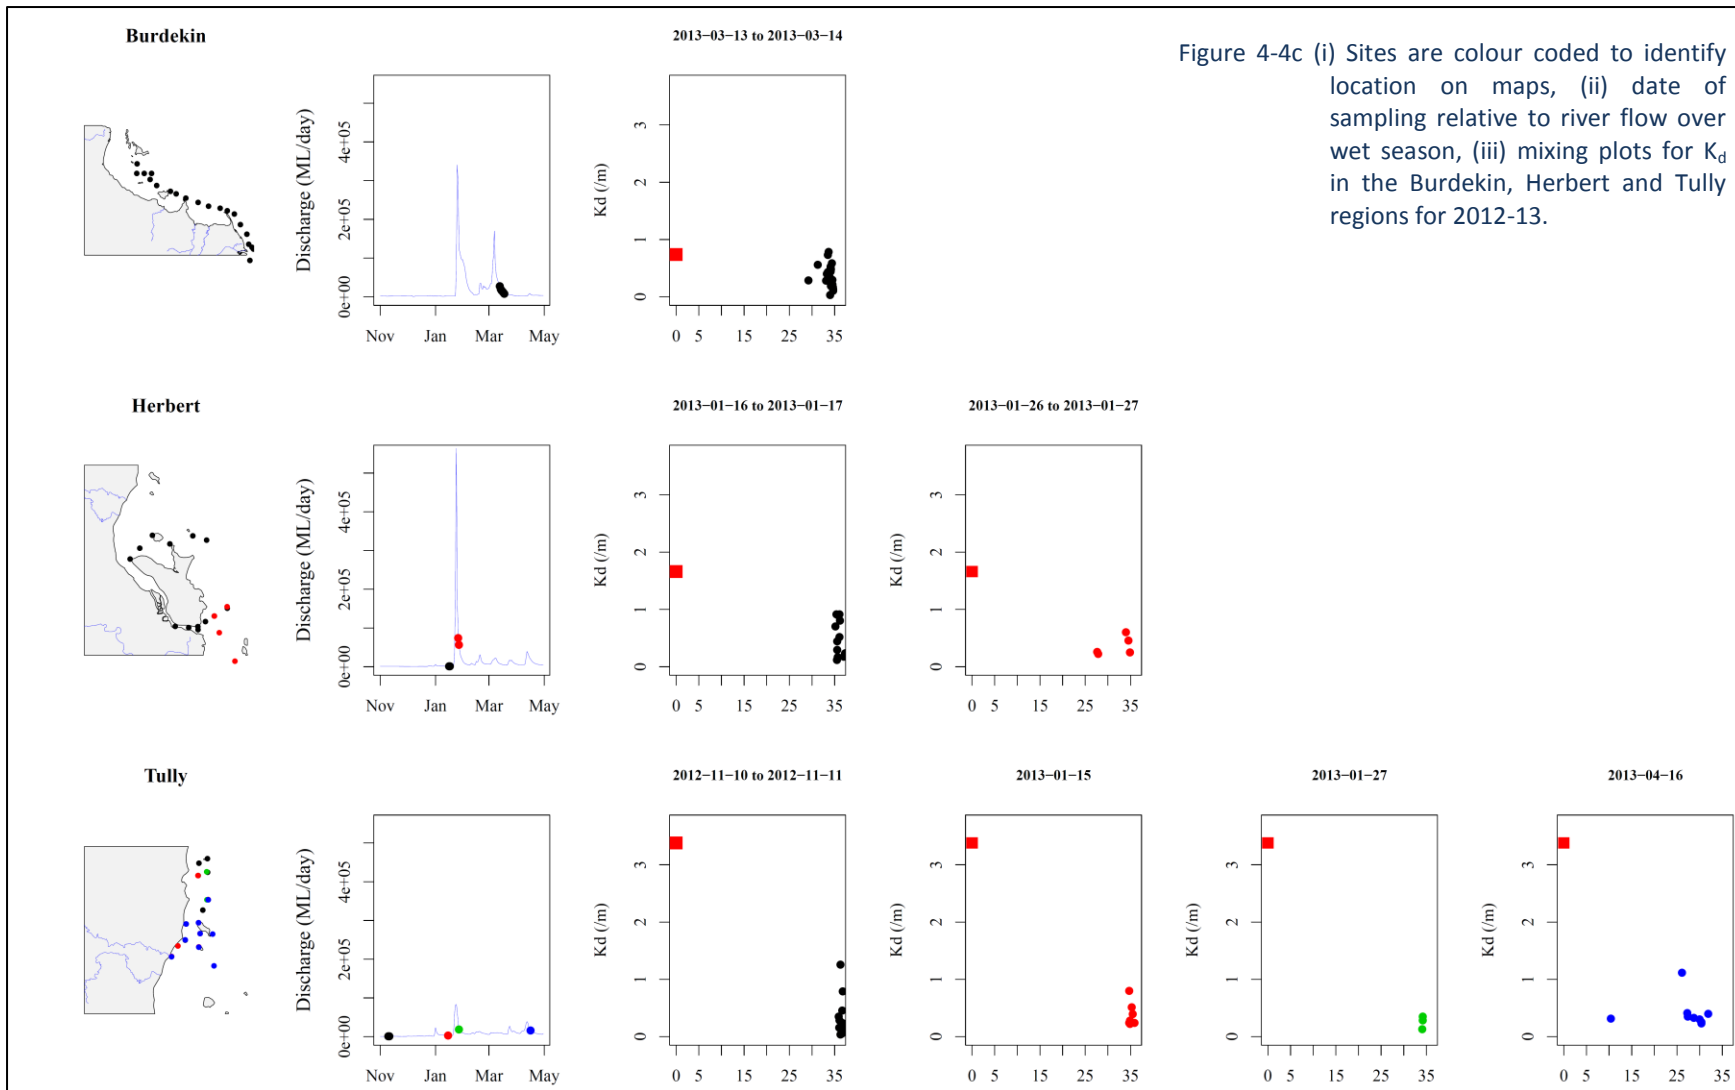 Burdekin
2013−03−13 to 2013−03−14
Figure 4-4c (i) Sites are colour coded to identify
location on maps, (ii) date of
sampling relative to river flow over
wet season, (iii) mixing plots for Kd
in the Burdekin, Herbert and Tully
regions for 2012-13.
Discharge (ML/day)
0e+00 2e+05 4e+05
Nov Jan Mar May
Kd (/m)
0 1 2 3
0 5 15 25 35
Herbert
2013−01−16 to 2013−01−17
2013−01−26 to 2013−01−27
Discharge (ML/day)
0e+00 2e+05 4e+05
Nov Jan Mar May
Kd (/m)
0 1 2 3
0 5 15 25 35
Kd (/m)
0 1 2 3
0 5 15 25 35
Tully
2012−11−10 to 2012−11−11
2013−01−15
2013−01−27
2013−04−16
Discharge (ML/day)
0e+00 2e+05 4e+05
Nov Jan Mar May
Kd (/m)
0 1 2 3
0 5 15 25 35
Kd (/m)
0 1 2 3
0 5 15 25 35
Kd (/m)
0 1 2 3
0 5 15 25 35
Kd (/m)
0 1 2 3
0 5 15 25 35